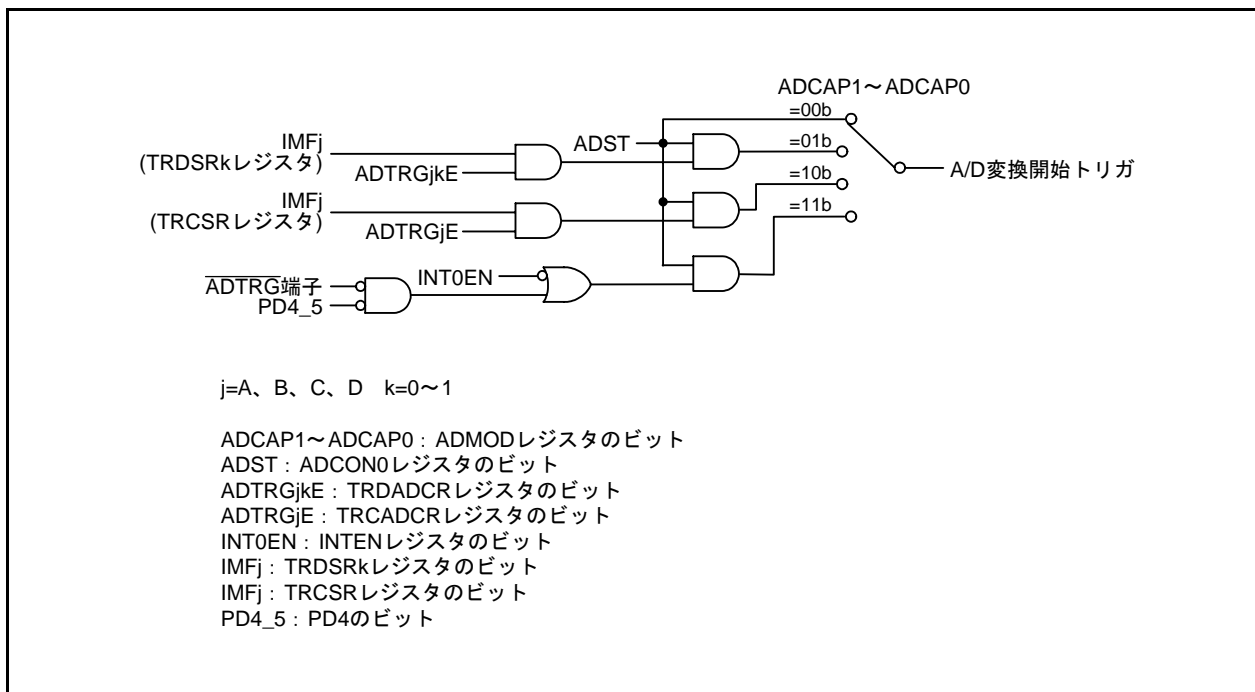 ADCAP1～ADCAP0
=00b
IMFj
(TRDSRkレジスタ)
ADTRGjkE
ADST
=01b
A/D変換開始トリガ
=10b
IMFj
(TRCSRレジスタ)
ADTRGjE
=11b
ADTRG端子
PD4_5
INT0EN
j=A、B、C、D k=0～1
ADCAP1～ADCAP0：ADMODレジスタのビット
ADST：ADCON0レジスタのビット
ADTRGjkE：TRDADCRレジスタのビット
ADTRGjE：TRCADCRレジスタのビット
INT0EN：INTENレジスタのビット
IMFj：TRDSRkレジスタのビット
IMFj：TRCSRレジスタのビット
PD4_5：PD4のビット